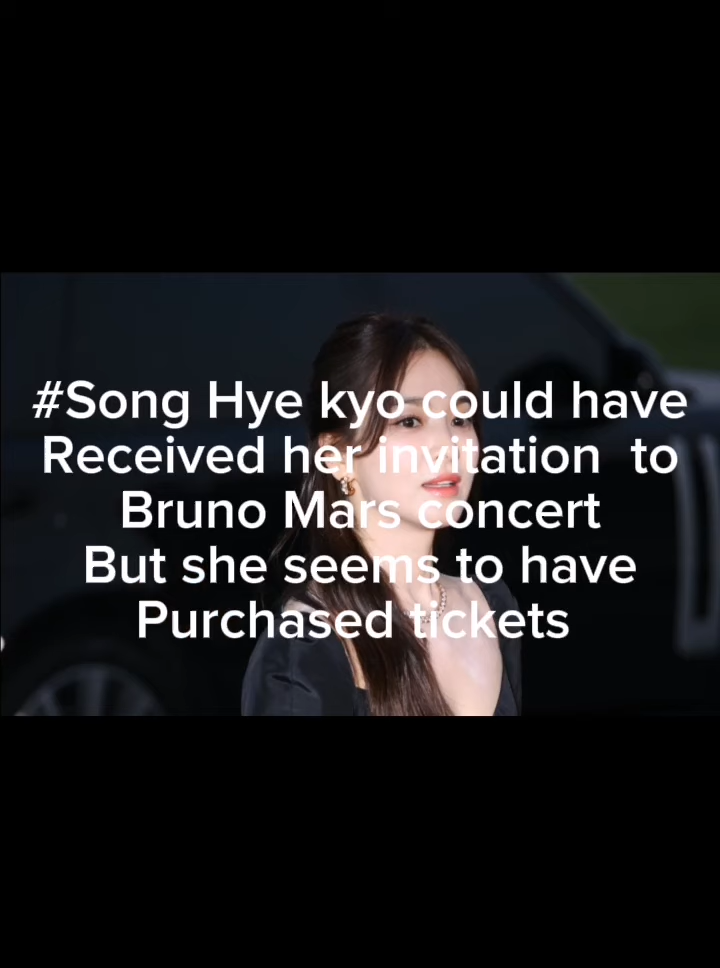 #Song Hye kyo could have
Received her invitation  to
Bruno Mars concert
But she seems to have
Purchased tickets